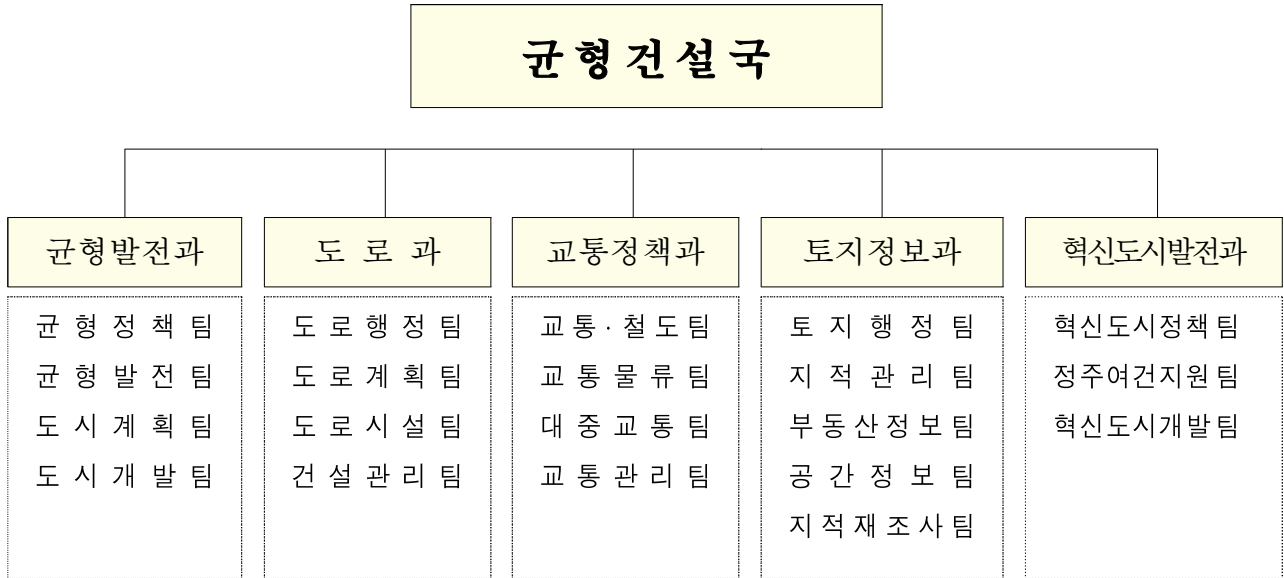 균형건설국
균형발전과
균형정책팀
균형발전팀
도시계획팀
도시개발팀
도로과
도로행정팀
도로계획팀
도로시설팀
건설관리팀
교통정책과
교통·철도팀
교통물류팀
대중교통팀
교통관리팀
토지정보과
토지행정팀
지적관리팀
부동산정보팀
공간정보팀
지적재조사팀
혁신도시발전과
혁신도시정책팀
정주여건지원팀
혁신도시개발팀